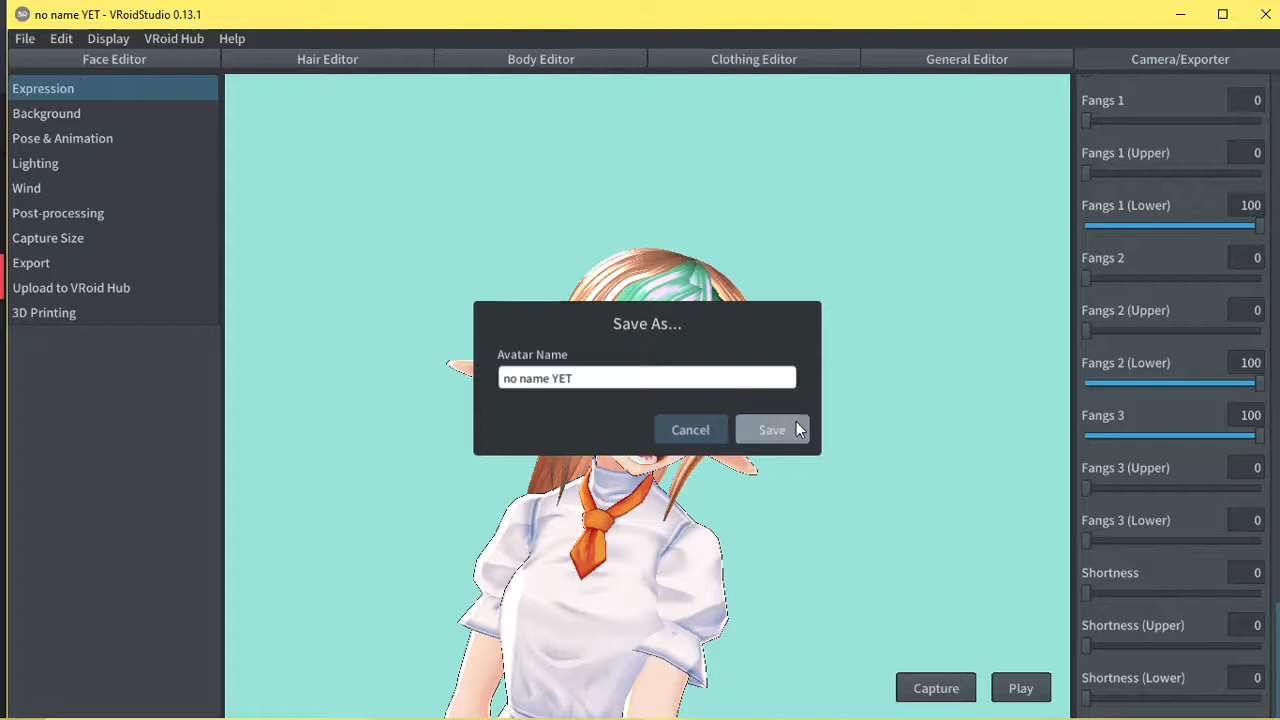 no name YET - VRoidStudio 0.13.1
File Edit Display VRoid Hub Help
Face Editor Hair Editor Body Editor Clothing Editor General Editor Camera/Exporter
Expression
Background
Pose & Animation
Lighting
Wind
Post-processing
Capture Size
Export
Upload to VRoid Hub
3D Printing
Save As...
Avatar Name
no name YET
Cancel Save
Capture Play
Fangs 1 0
Fangs 1 (Upper) 0
Fangs 1 (Lower) 100
Fangs 2 0
Fangs 2 (Upper) 0
Fangs 2 (Lower) 100
Fangs 3 100
Fangs 3 (Upper) 0
Fangs 3 (Lower) 0
Shortness 0
Shortness (Upper) 0
Shortness (Lower) 0